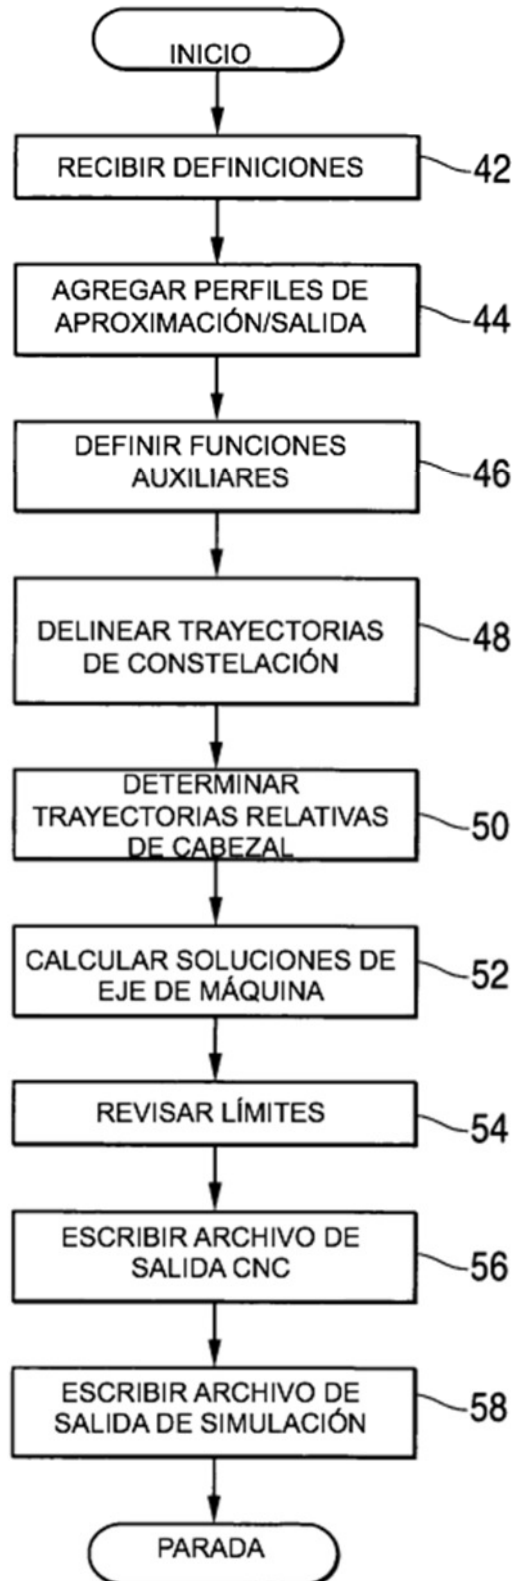 INICIO
RECIBIR DEFINICIONES
42
AGREGAR PERFILES DE
APROXIMACIÓN/SALIDA
44
DEFINIR FUNCIONES
AUXILIARES
46
DELINEAR TRAYECTORIAS
DE CONSTELACIÓN
48
DETERMINAR
TRAYECTORIAS RELATIVAS
DE CABEZAL
50
CALCULAR SOLUCIONES DE
EJE DE MÁQUINA
52
REVISAR LÍMITES
54
ESCRIBIR ARCHIVO DE
SALIDA CNC
56
ESCRIBIR ARCHIVO DE
SALIDA DE SIMULACIÓN
58
PARADA